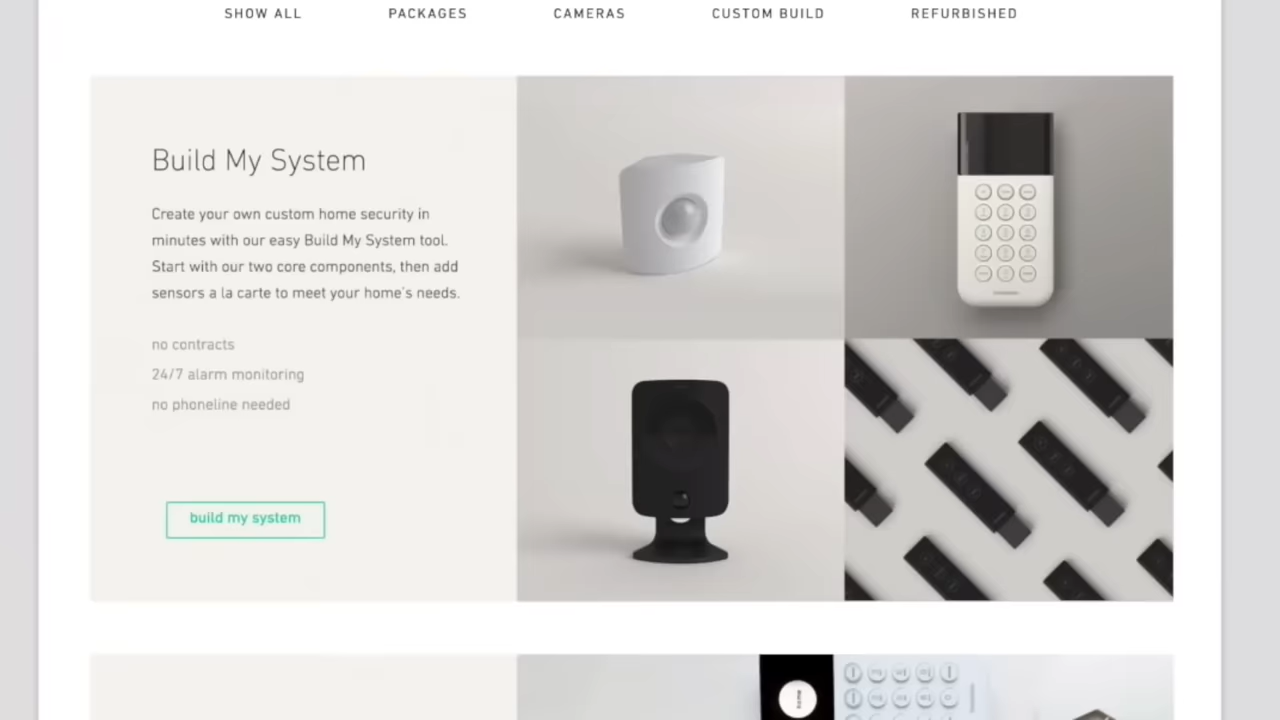 SHOW ALL
PACKAGES
CAMERAS
CUSTOM BUILD
REFURBISHED
Build My System
Create your own custom home security in
minutes with our easy Build My System tool.
Start with our two core components, then add
sensors a la carte to meet your home's needs.
no contracts
24/7 alarm monitoring
no phoneline needed
build my system
home